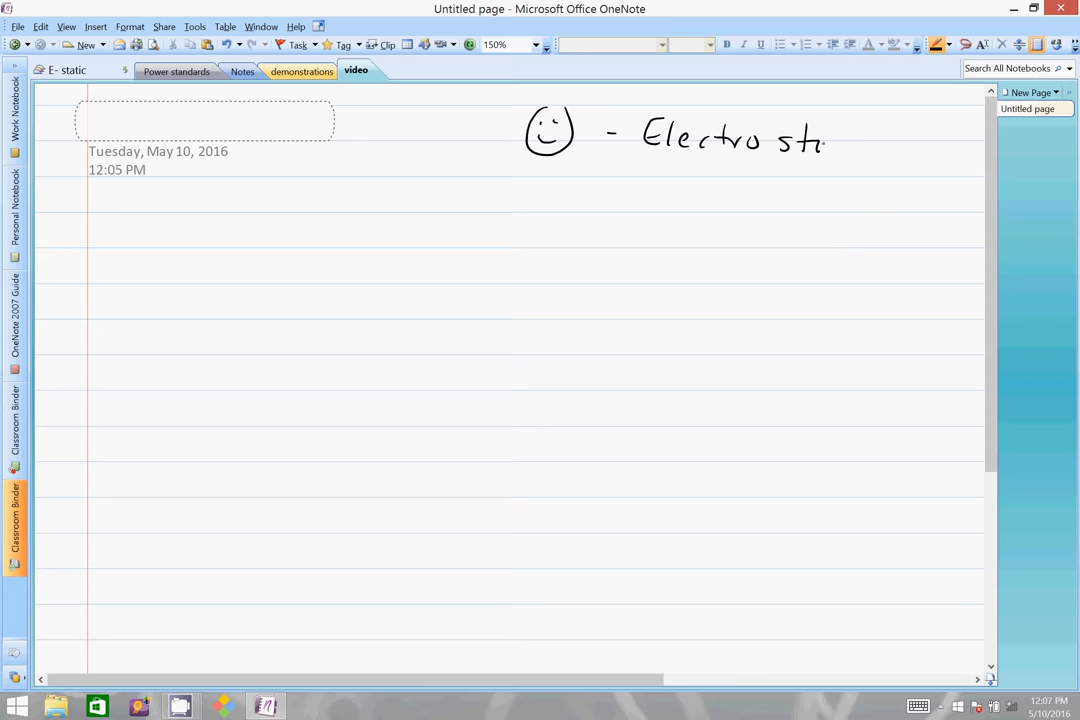 Untitled page - Microsoft Office OneNote
File Edit View Insert Format Share Tools Table Window Help
New Task Tag Clip 150% B I U
E- static Power standards Notes demonstrations video Search All Notebooks
New Page
Untitled page
Work Notebook
Personal Notebook
OneNote 2007 Guide
Classroom Binder
Classroom Binder
- Electro sti
Tuesday, May 10, 2016
12:05 PM
12:07 PM
5/10/2016